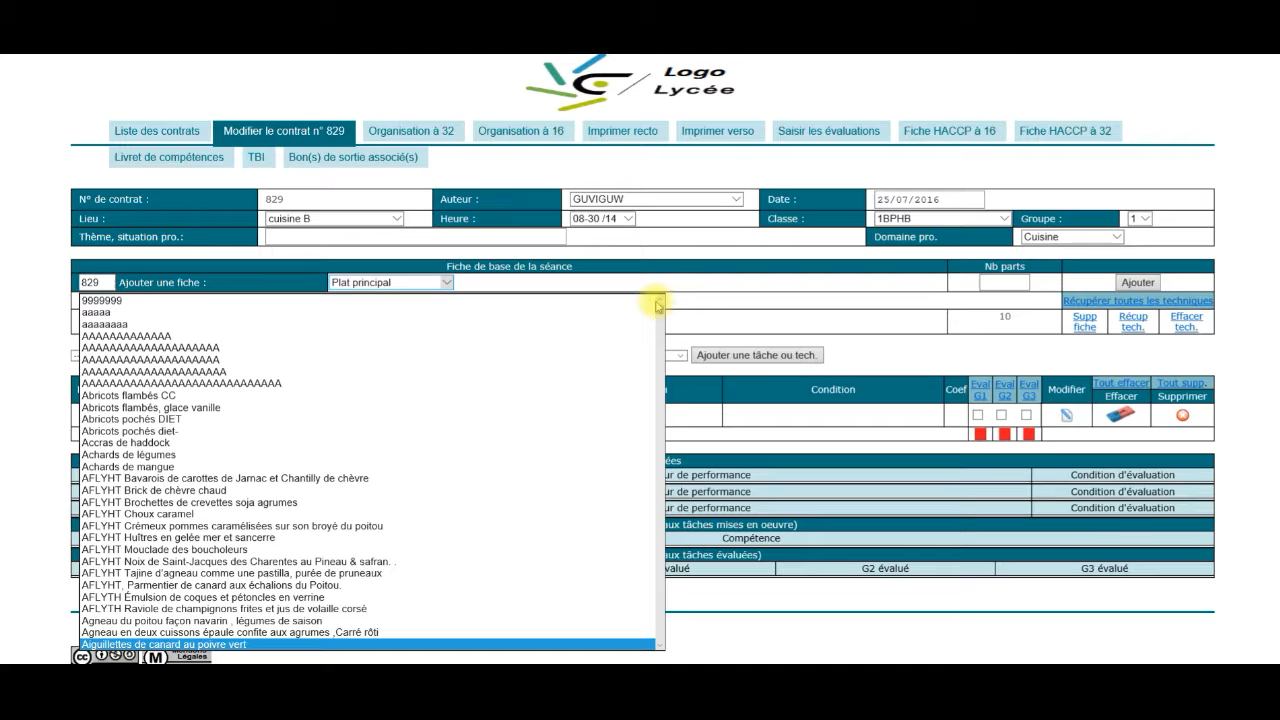 Logo
Lycée
Liste des contrats Modifier le contrat n° 829 Organisation à 32 Organisation à 16 Imprimer recto Imprimer verso Saisir les évaluations Fiche HACCP à 16 Fiche HACCP à 32
Livret de compétences TBI Bon(s) de sortie associé(s)
N° de contrat : 829 Auteur : GUVIGUW Date : 25/07/2016
Lieu : cuisine B Heure : 08-30 /14 Classe : 1BPHB Groupe : 1
Thème, situation pro.: Domaine pro. Cuisine
Fiche de base de la séance Nb parts
829 Ajouter une fiche : Plat principal Ajouter
9999999 Récupérer toutes les techniques
aaaaa 10 Supp fiche Récup tech. Effacer tech.
aaaaaaaa
AAAAAAAAAAAAA
AAAAAAAAAAAAAAAAAAAA
Ajouter une tâche ou tech.
AAAAAAAAAAAAAAAAAAAA
AAAAAAAAAAAAAAAAAAAAA
AAAAAAAAAAAAAAAAAAAAAAAAAAAAA
Condition Coef Eval G1 Eval G2 Eval G3 Modifier Tout effacer Effacer Tout supp. Supprimer
Abricots flambés CC
Abricots flambés, glace vanille
Abricots pochés DIET
Abricots pochés diet-
Accras de haddock
Achards de légumes
ées
Achards de mangue
AFLYHT Bavarois de carottes de Jarnac et Chantilly de chèvre
ur de performance Condition d'évaluation
AFLYHT Brick de chèvre chaud
ur de performance Condition d'évaluation
AFLYHT Brochettes de crevettes soja agrumes
ur de performance Condition d'évaluation
AFLYHT Choux caramel
AFLYHT Crémeux pommes caramélisées sur son broyé du poitou
aux tâches mises en oeuvre)
AFLYHT Huîtres en gelée mer et sancerre
Compétence
AFLYHT Mouclade des boucholeurs
aux tâches évaluées)
AFLYHT Noix de Saint-Jacques des Charentes au Pineau & safran. .
valué G2 évalué G3 évalué
AFLYHT Tajine d'agneau comme une pastilla, purée de pruneaux
AFLYHT, Parmentier de canard aux échalions du Poitou.
AFLYTH Émulsion de coques et pétoncles en verrine
AFLYTH Raviole de champignons frites et jus de volaille corsé
Agneau du poitou façon navarin , légumes de saison
Agneau en deux cuissons épaule confite aux agrumes ,Carré rôti
Aiguillettes de canard au poivre vert
cc M Légales